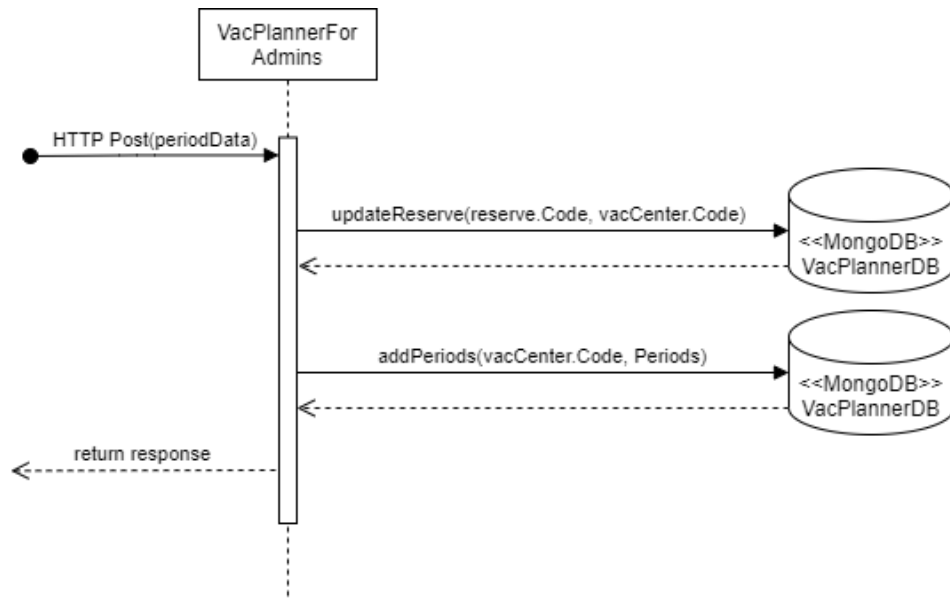 VacPlannerFor
Admins
HTTP Post(periodData)
updateReserve(reserve.Code, vacCenter.Code)
<<MongoDB>>
VacPlannerDB
addPeriods(vacCenter.Code, Periods)
<<MongoDB>>
VacPlannerDB
return response